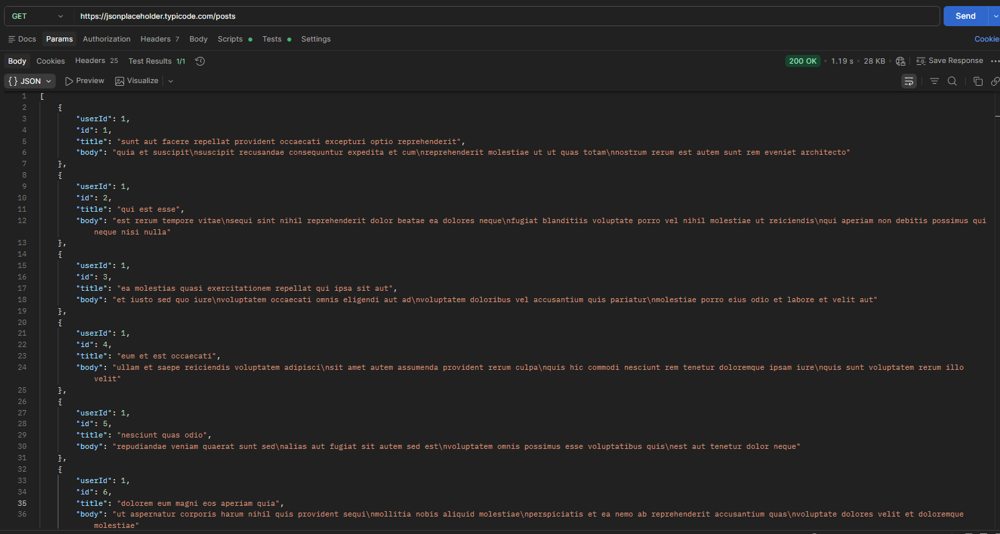 GET https://jsonplaceholder.typicode.com/posts Send
Docs Params Authorization Headers 7 Body Scripts Tests Settings Cookie
Body Cookies Headers 25 Test Results 1/1 200 OK • 1.19 s • 28 KB • e.g. Save Response
{} JSON Preview Visualize
1 [
2 {
3 "userId": 1,
4 "id": 1,
5 "title": "sunt aut facere repellat provident occaecati excepturi optio reprehenderit",
6 "body": "quia et suscipit\nsuscipit recusandae consequuntur expedita et cum\nreprehenderit molestiae ut ut quas totam\nnostrum rerum est autem sunt rem eveniet architecto"
7 },
8 {
9 "userId": 1,
10 "id": 2,
11 "title": "qui est esse",
12 "body": "est rerum tempore vitae\nsequi sint nihil reprehenderit dolor beatae ea dolores neque\nfugiat blanditiis voluptate porro vel nihil molestiae ut reiciendis\nqui aperiam non debitis possimus qui
neque nisi nulla"
13 },
14 {
15 "userId": 1,
16 "id": 3,
17 "title": "ea molestias quasi exercitationem repellat qui ipsa sit aut",
18 "body": "et iusto sed quo iure\nvoluptatem occaecati omnis eligendi aut ad\nvoluptatem doloribus vel accusantium quis pariatur\nmolestiae porro eius odio et labore et velit aut"
19 },
20 {
21 "userId": 1,
22 "id": 4,
23 "title": "eum et est occaecati",
24 "body": "ullam et saepe reiciendis voluptatem adipisci\nsit amet autem assumenda provident rerum culpa\nquis hic commodi nesciunt rem tenetur doloremque ipsam iure\nquis sunt voluptatem rerum illo
velit"
25 },
26 {
27 "userId": 1,
28 "id": 5,
29 "title": "nesciunt quas odio",
30 "body": "repudiandae veniam quaerat sunt sed\nalias aut fugiat sit autem sed est\nvoluptatem omnis possimus esse voluptatibus quis\nest aut tenetur dolor neque"
31 },
32 {
33 "userId": 1,
34 "id": 6,
35 "title": "dolorem eum magni eos aperiam quia",
36 "body": "ut aspernatur corporis harum nihil quis provident sequi\nmollitia nobis aliquid molestiae\nperspiciatis et ea nemo ab reprehenderit accusantium quas\nvoluptate dolores velit et doloremque
molestiae"